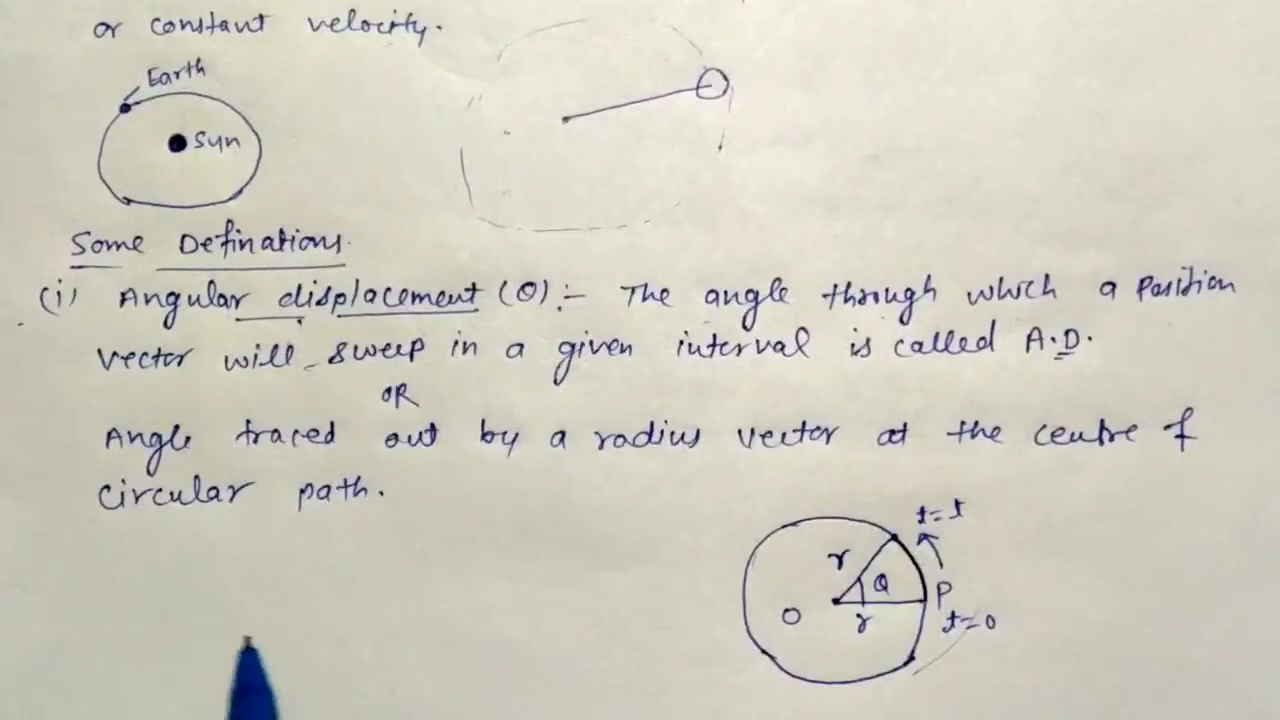 or constant velocity.
Earth
Sun
Some Definations.
(i) Angular displacement (θ) :- The angle through which a position
vector will sweep in a given interval is called A.D.
OR
Angle traced out by a radius vector at the centre of
circular path.
t=t
r
θ
P
O
r
t=0